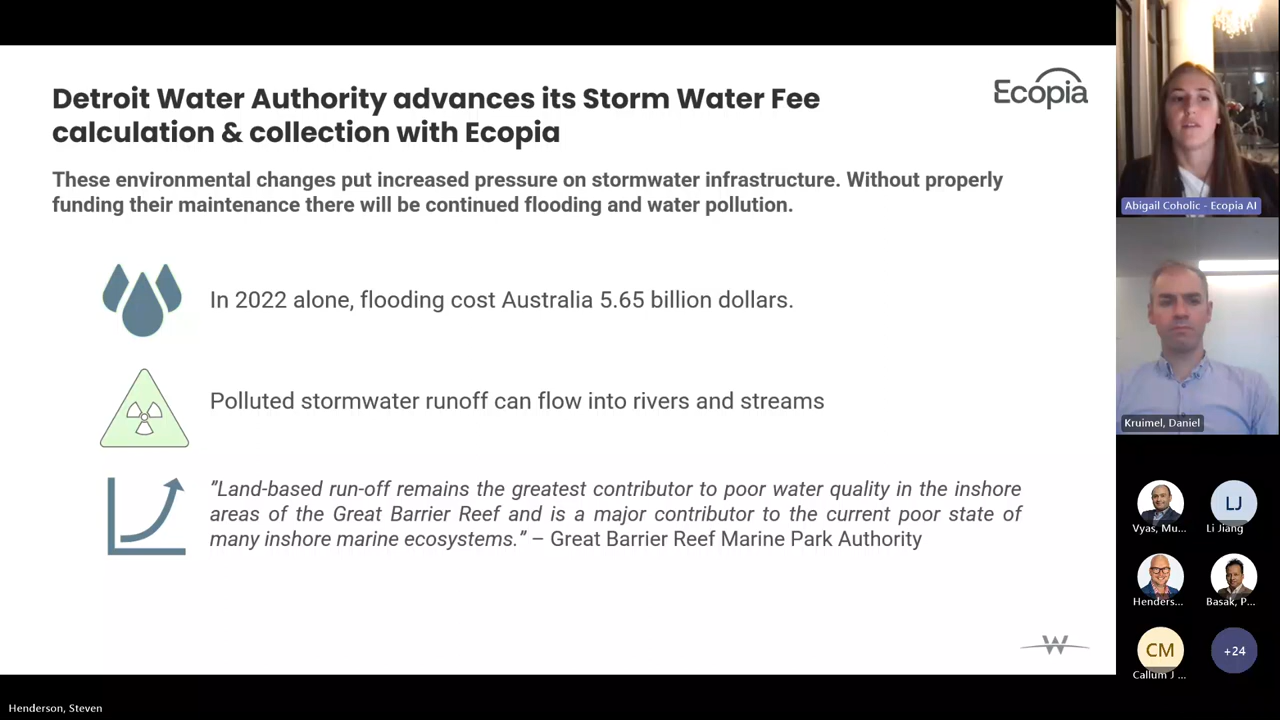 Detroit Water Authority advances its Storm Water Fee
calculation & collection with Ecopia
Ecopia
These environmental changes put increased pressure on stormwater infrastructure. Without properly
funding their maintenance there will be continued flooding and water pollution.
In 2022 alone, flooding cost Australia 5.65 billion dollars.
Polluted stormwater runoff can flow into rivers and streams
”Land-based run-off remains the greatest contributor to poor water quality in the inshore
areas of the Great Barrier Reef and is a major contributor to the current poor state of
many inshore marine ecosystems.” – Great Barrier Reef Marine Park Authority
W
Abigail Coholic - Ecopia AI
Kruimel, Daniel
Vyas, Mu...
LJ
Li Jiang
Henders...
Basak, P...
CM
Callum J ...
+24
Henderson, Steven